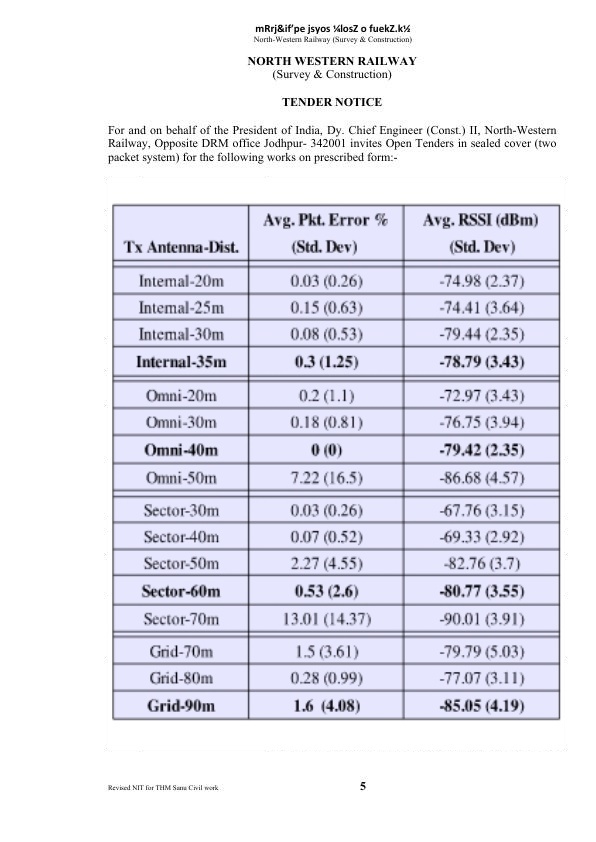 mRrj&if'pe jsyos ¼losZ o fuekZ.k½
North-Western Railway (Survey & Construction)
NORTH WESTERN RAILWAY
(Survey & Construction)
TENDER NOTICE
For and on behalf of the President of India, Dy. Chief Engineer (Const.) II, North-Western
Railway, Opposite DRM office Jodhpur- 342001 invites Open Tenders in sealed cover (two
packet system) for the following works on prescribed form:-
Tx Antenna-Dist. Avg. Pkt. Error % (Std. Dev) Avg. RSSI (dBm) (Std. Dev)
Internal-20m 0.03 (0.26) -74.98 (2.37)
Internal-25m 0.15 (0.63) -74.41 (3.64)
Internal-30m 0.08 (0.53) -79.44 (2.35)
Internal-35m 0.3 (1.25) -78.79 (3.43)
Omni-20m 0.2 (1.1) -72.97 (3.43)
Omni-30m 0.18 (0.81) -76.75 (3.94)
Omni-40m 0 (0) -79.42 (2.35)
Omni-50m 7.22 (16.5) -86.68 (4.57)
Sector-30m 0.03 (0.26) -67.76 (3.15)
Sector-40m 0.07 (0.52) -69.33 (2.92)
Sector-50m 2.27 (4.55) -82.76 (3.7)
Sector-60m 0.53 (2.6) -80.77 (3.55)
Sector-70m 13.01 (14.37) -90.01 (3.91)
Grid-70m 1.5 (3.61) -79.79 (5.03)
Grid-80m 0.28 (0.99) -77.07 (3.11)
Grid-90m 1.6 (4.08) -85.05 (4.19)
Revised NIT for THM Sanu Civil work 5